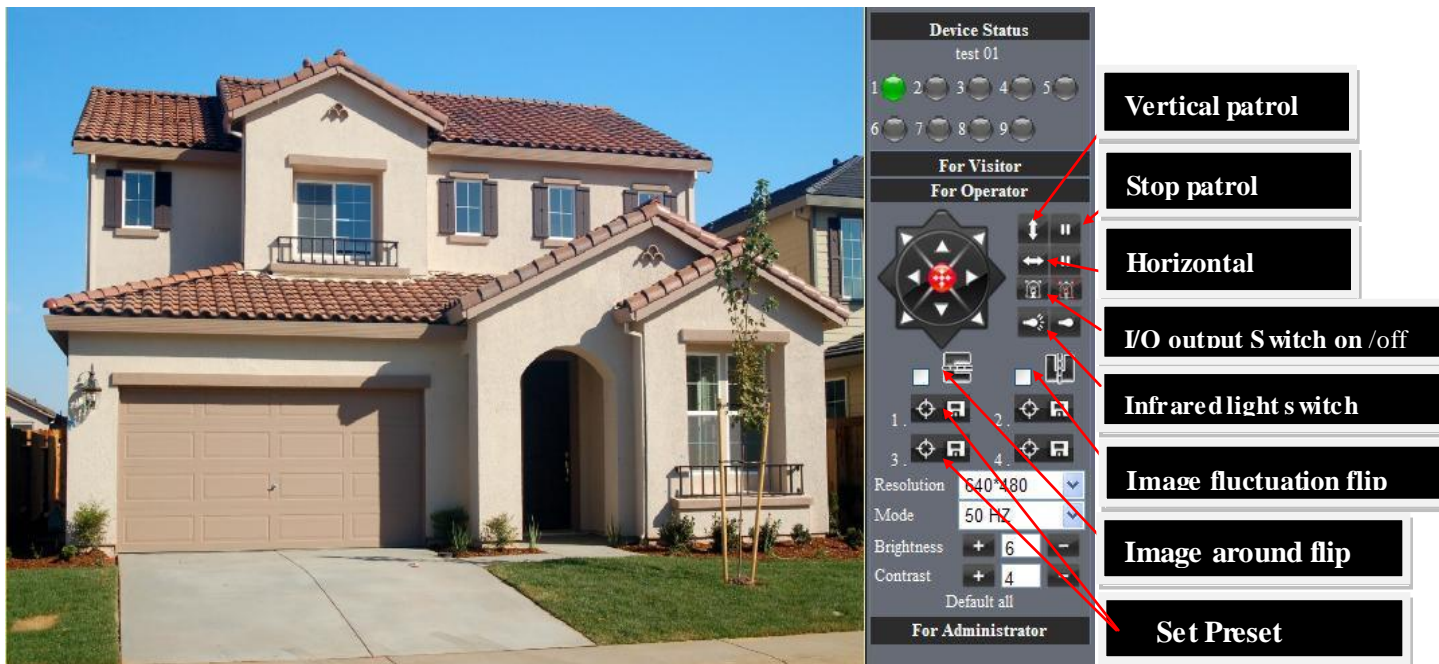 Device Status
test 01
1 2 3 4 5
6 7 8 9
For Visitor
For Operator
1 . 2 .
3 . 4 .
Resolution 640*480
Mode 50 HZ
Brightness + 6 -
Contrast + 4 -
Default all
For Administrator
Vertical patrol
Stop patrol
Horizontal
I/O output Switch on /off
Infrared light switch
Image fluctuation flip
Image around flip
Set Preset